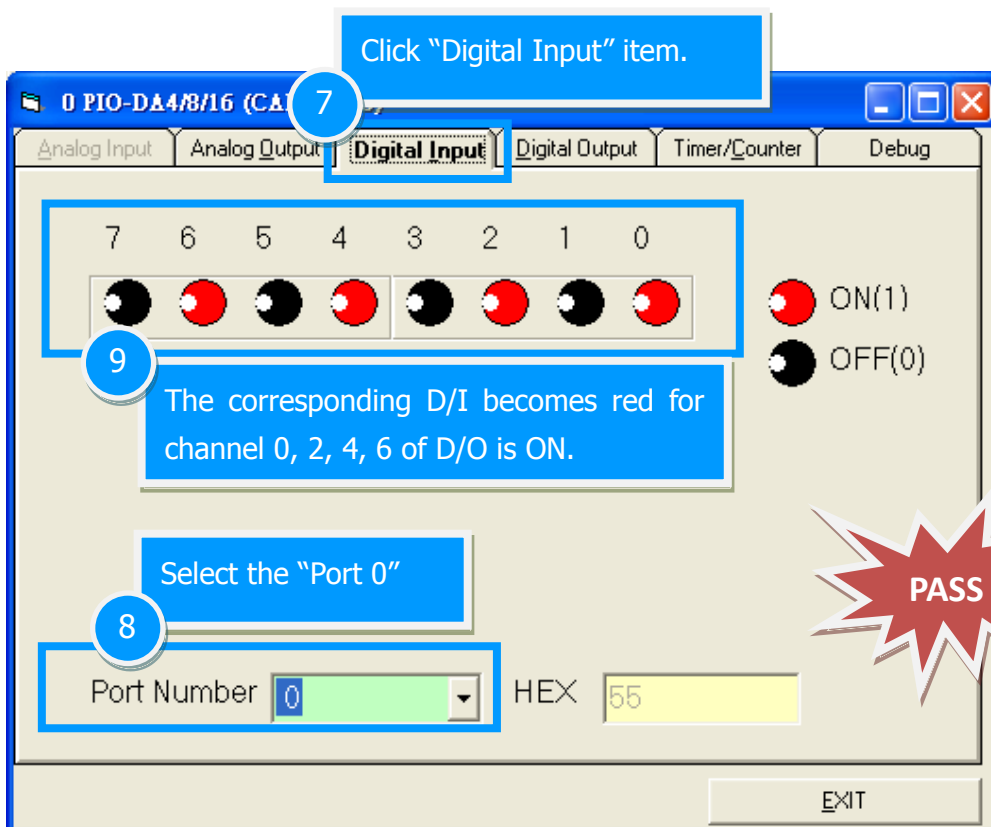 Click “Digital Input” item.
7
0 PIO-DA4/8/16
Analog Input Analog Output Digital Input Digital Output Timer/Counter Debug
7 6 5 4 3 2 1 0
ON(1)
OFF(0)
9
The corresponding D/I becomes red for
channel 0, 2, 4, 6 of D/O is ON.
Select the “Port 0”
PASS
8
Port Number 0 HEX 55
EXIT